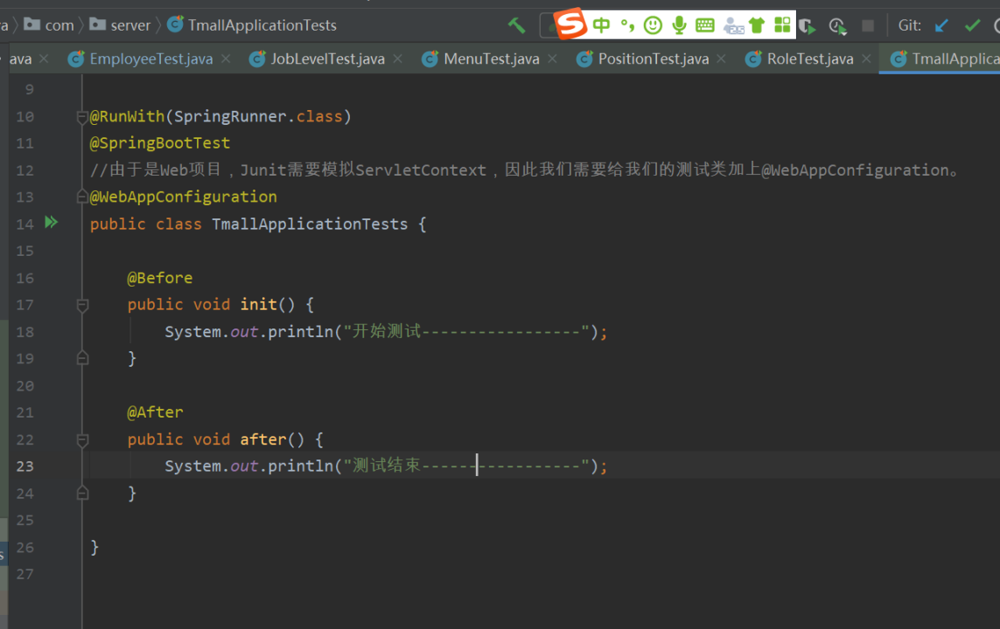 com server TmallApplicationTests 中 Git:
ava EmployeeTest.java JobLevelTest.java MenuTest.java PositionTest.java RoleTest.java TmallApplica
9
10 @RunWith(SpringRunner.class)
11 @SpringBootTest
12 //由于是Web项目，Junit需要模拟ServletContext，因此我们需要给我们的测试类加上@WebAppConfiguration。
13 @WebAppConfiguration
14 public class TmallApplicationTests {
15
16 @Before
17 public void init() {
18 System.out.println("开始测试-----------------");
19 }
20
21 @After
22 public void after() {
23 System.out.println("测试结束-----------------");
24 }
25
26 }
27